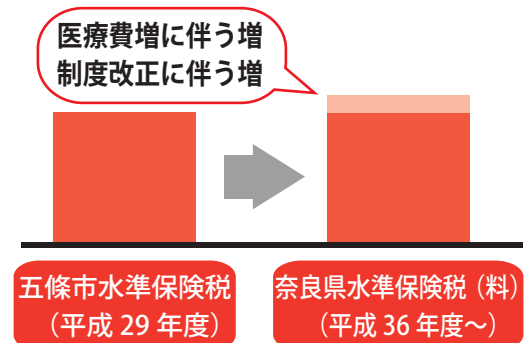 医療費増に伴う増
制度改正に伴う増
五條市水準保険税
（平成 29 年度）
奈良県水準保険税（料）
（平成 36 年度～）